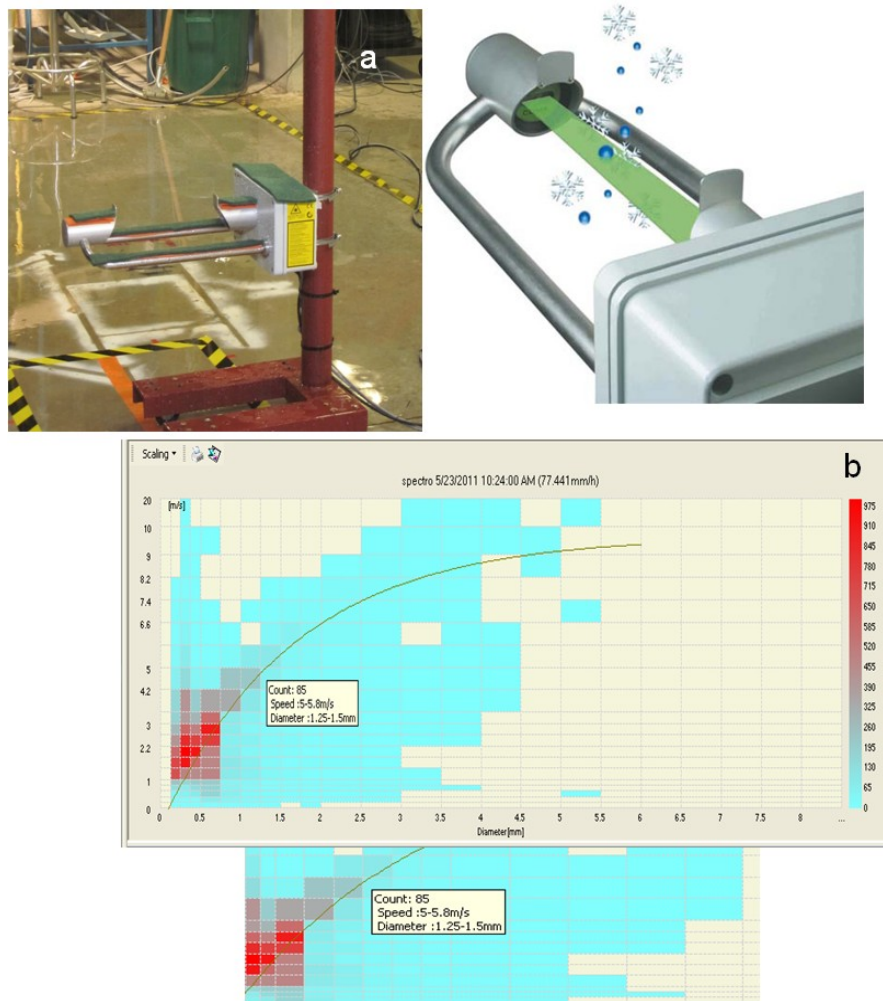 a
Scaling
b
spectro 5/23/2011 10:24:00 AM (77.441mm/h)
[m/s]
20
10
9
8.2
7.4
6.6
5
4.2
3
2.2
1
0
Count: 85
Speed :5-5.8m/s
Diameter :1.25-1.5mm
975
910
845
780
715
650
585
520
455
390
325
260
195
130
65
0
0 0.5 1 1.5 2 2.5 3 3.5 4 4.5 5 5.5 6 6.5 7 7.5 8 ...
Diameter[mm]
Count: 85
Speed :5-5.8m/s
Diameter :1.25-1.5mm